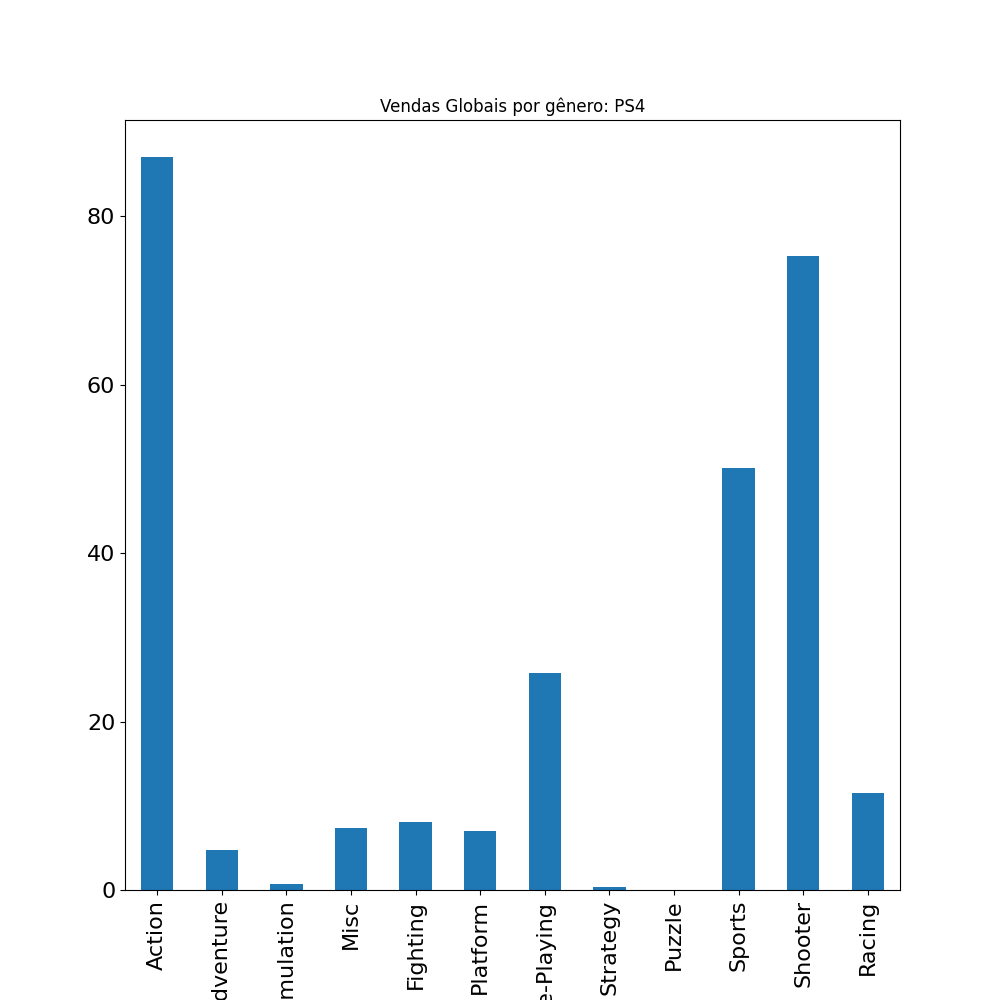 Vendas Globais por gênero: PS4
80
60
40
20
0
Action
dventure
mulation
Misc
Fighting
Platform
e-Playing
Strategy
Puzzle
Sports
Shooter
Racing